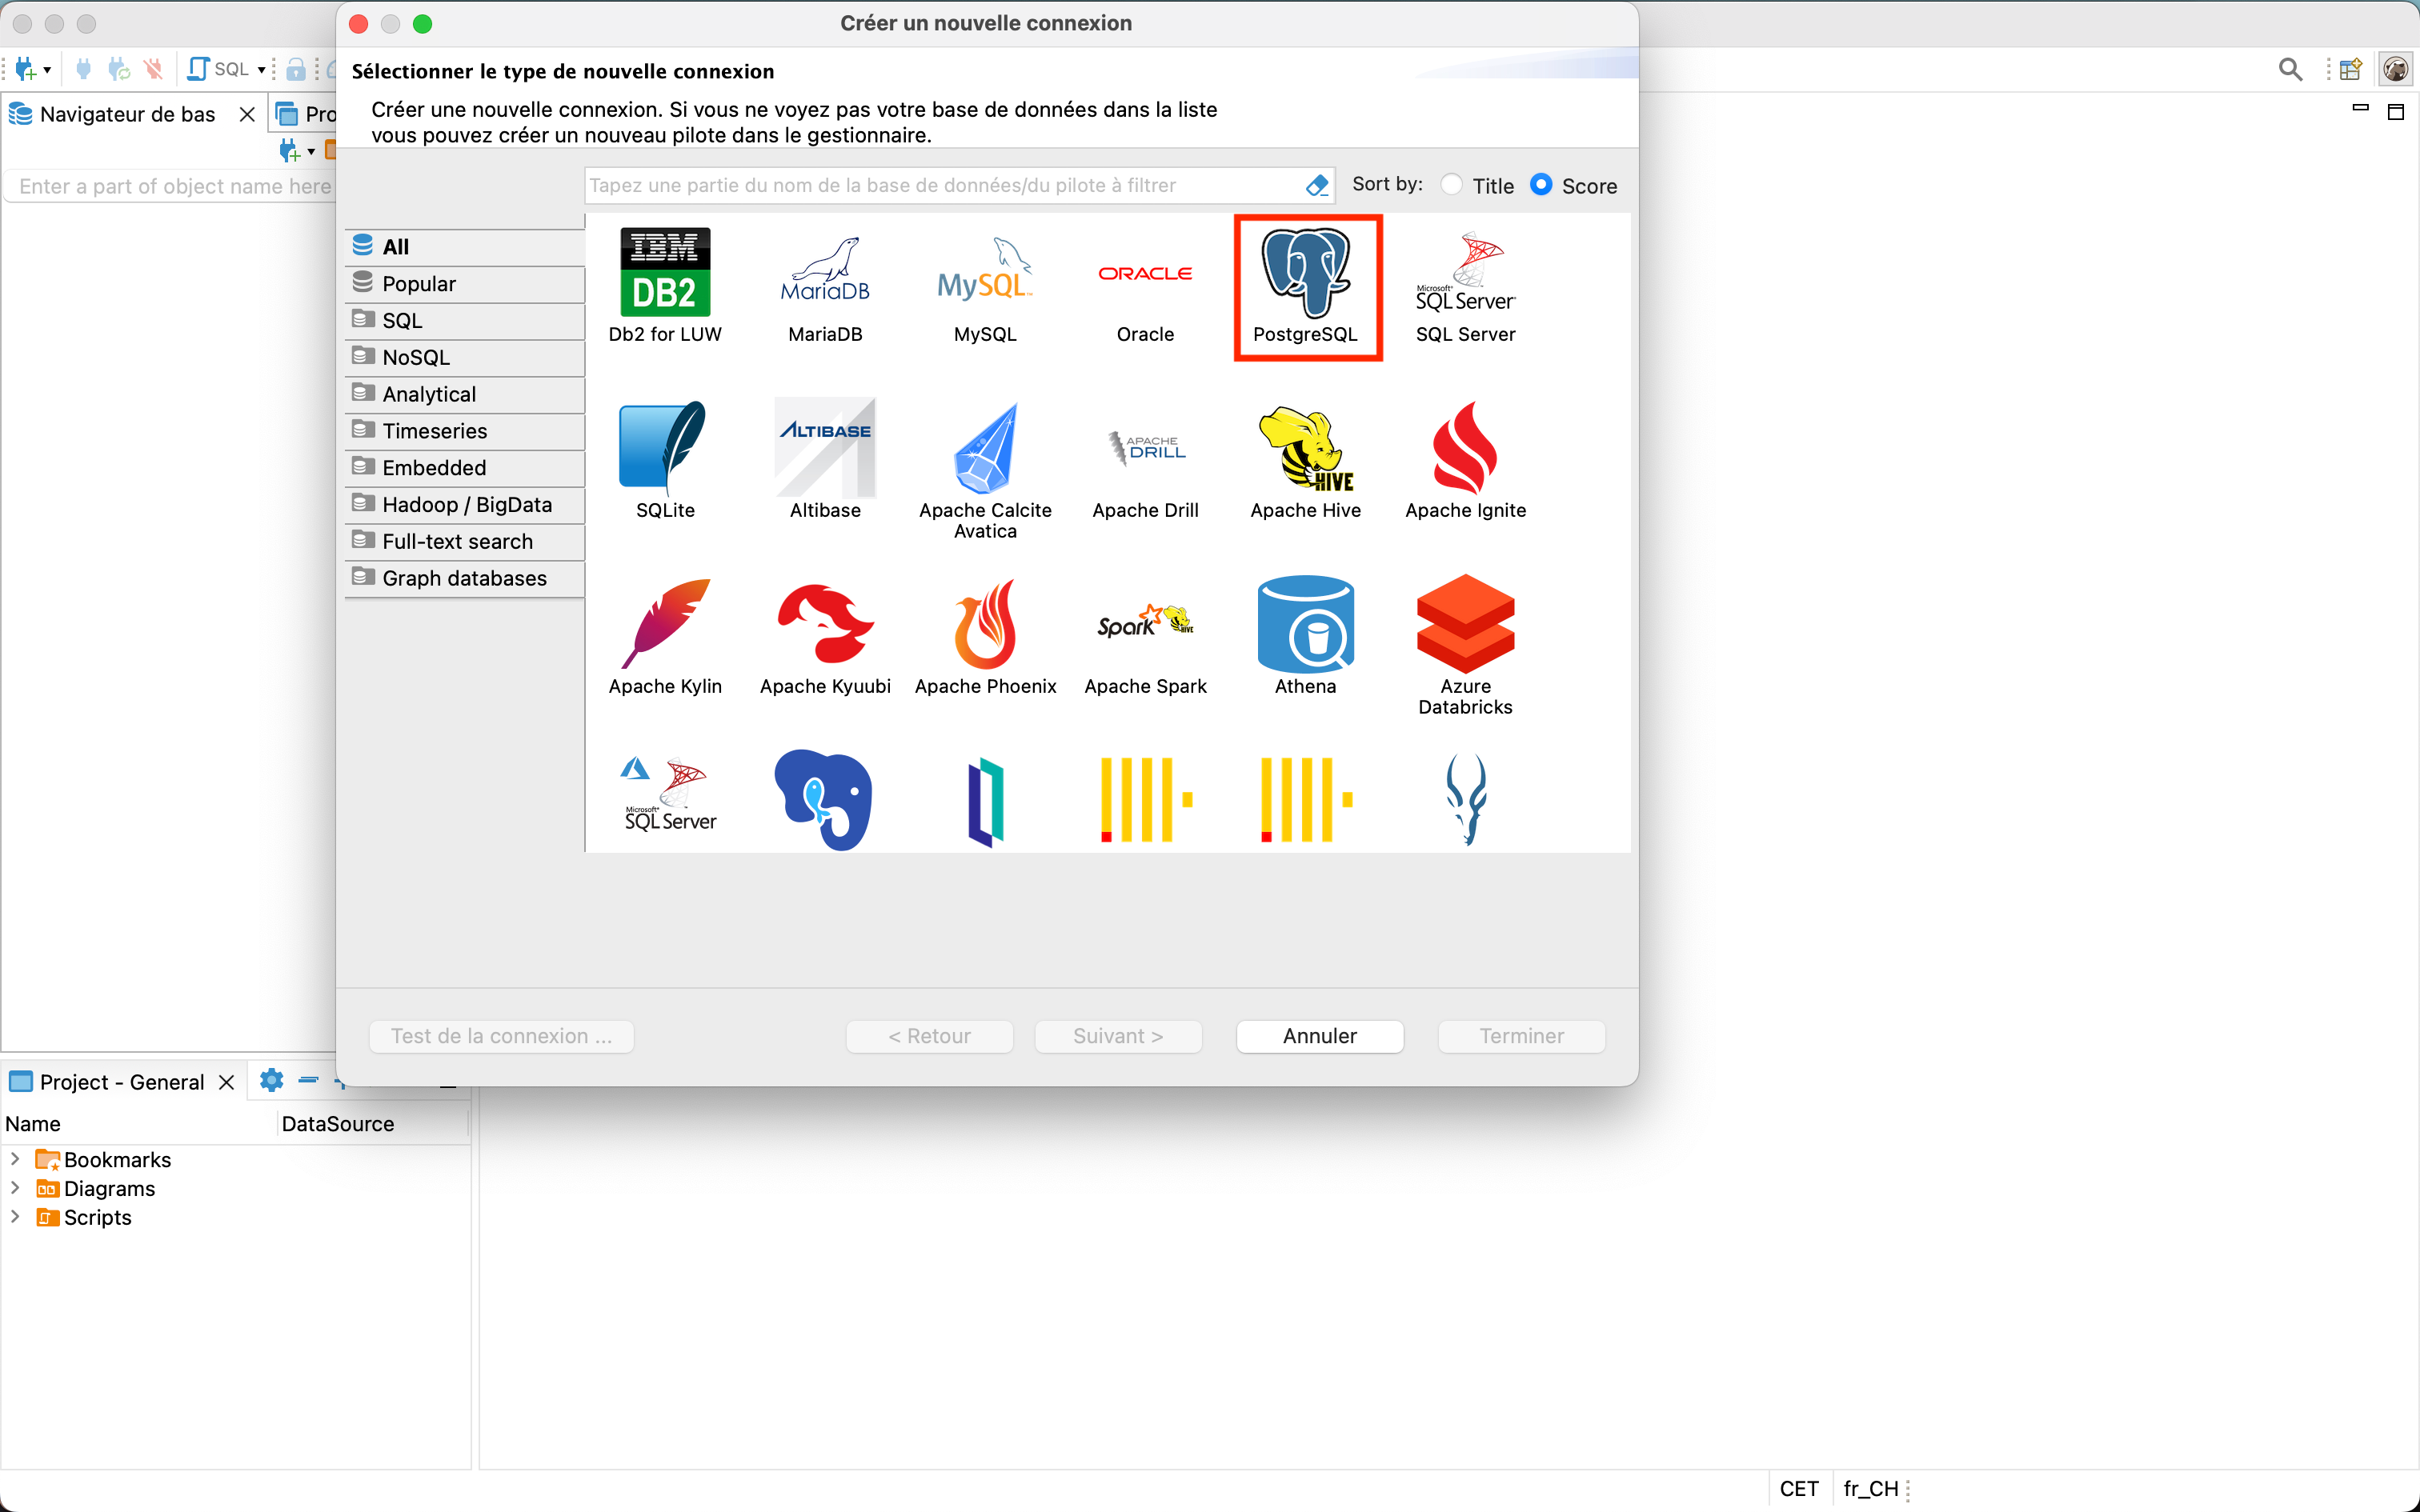 Créer un nouvelle connexion
Sélectionner le type de nouvelle connexion
Créer une nouvelle connexion. Si vous ne voyez pas votre base de données dans la liste
vous pouvez créer un nouveau pilote dans le gestionnaire.
SQL
Navigateur de bas
Pro
Enter a part of object name here
Tapez une partie du nom de la base de données/du pilote à filtrer
Sort by: Title Score
All
Popular
SQL
NoSQL
Analytical
Timeseries
Embedded
Hadoop / BigData
Full-text search
Graph databases
IBM
DB2
MariaDB
MySQL
ORACLE
Microsoft
SQL Server
Db2 for LUW
MariaDB
MySQL
Oracle
PostgreSQL
SQL Server
ALTIBASE
APACHE
DRILL
HIVE
SQLite
Altibase
Apache Calcite
Avatica
Apache Drill
Apache Hive
Apache Ignite
Spark
HIVE
Apache Kylin
Apache Kyuubi
Apache Phoenix
Apache Spark
Athena
Azure
Databricks
Microsoft
SQL Server
Test de la connexion ...
< Retour
Suivant >
Annuler
Terminer
Project - General
Name
DataSource
Bookmarks
Diagrams
Scripts
CET
fr_CH